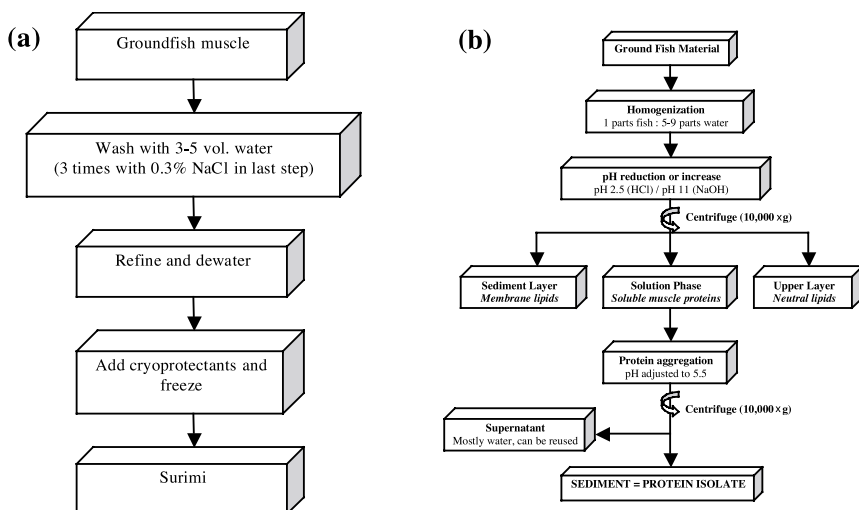 (a)
Groundfish muscle
Wash with 3-5 vol. water
(3 times with 0.3% NaCl in last step)
Refine and dewater
Add cryoprotectants and
freeze
Surimi
(b)
Ground Fish Material
Homogenization
1 parts fish : 5-9 parts water
pH reduction or increase
pH 2.5 (HCl) / pH 11 (NaOH)
Centrifuge (10,000 × g)
Sediment Layer
Membrane lipids
Solution Phase
Soluble muscle proteins
Upper Layer
Neutral lipids
Protein aggregation
pH adjusted to 5.5
Centrifuge (10,000 × g)
Supernatant
Mostly water, can be reused
SEDIMENT = PROTEIN ISOLATE